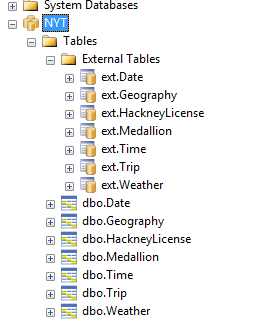 System Databases
NYT
Tables
External Tables
ext.Date
ext.Geography
ext.HackneyLicense
ext.Medallion
ext.Time
ext.Trip
ext.Weather
dbo.Date
dbo.Geography
dbo.HackneyLicense
dbo.Medallion
dbo.Time
dbo.Trip
dbo.Weather